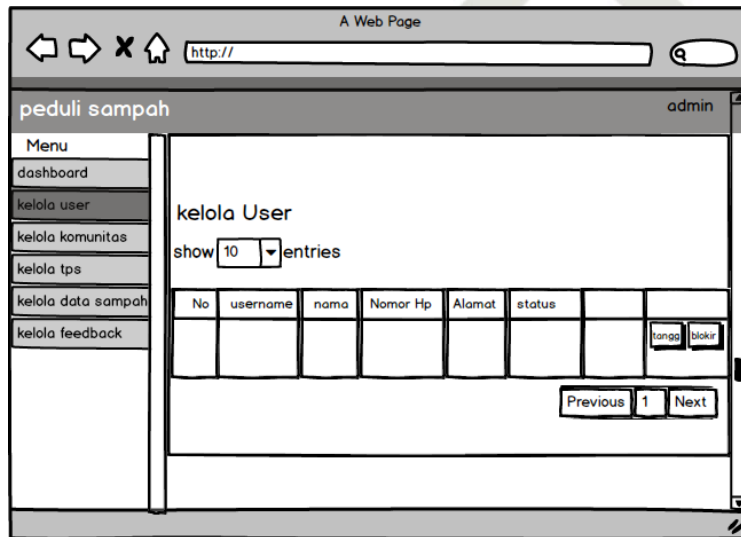 A Web Page
http://
peduli sampah
admin
Menu
dashboard
kelola user
kelola komunitas
kelola tps
kelola data sampah
kelola feedback
kelola User
show 10 entries
No username nama Nomor Hp Alamat status
tangg blokir
Previous 1 Next